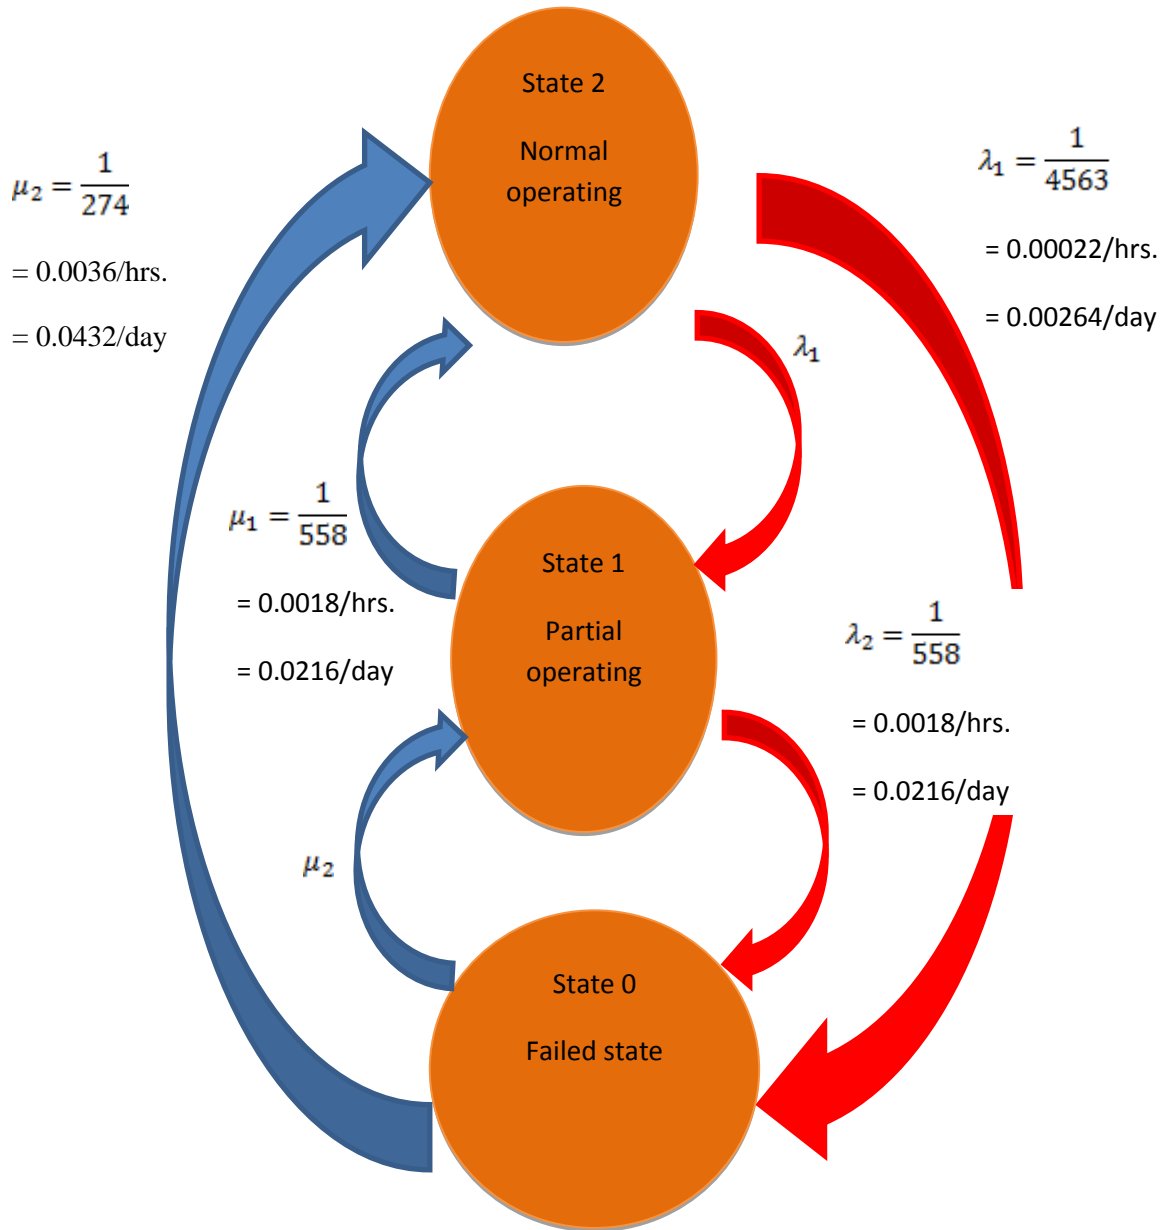 State 2
Normal
operating
μ₂ = 1/274
= 0.0036/hrs.
= 0.0432/day
λ₁ = 1/4563
= 0.00022/hrs.
= 0.00264/day
λ₁
μ₁ = 1/558
= 0.0018/hrs.
= 0.0216/day
State 1
Partial
operating
λ₂ = 1/558
= 0.0018/hrs.
= 0.0216/day
μ₂
State 0
Failed state